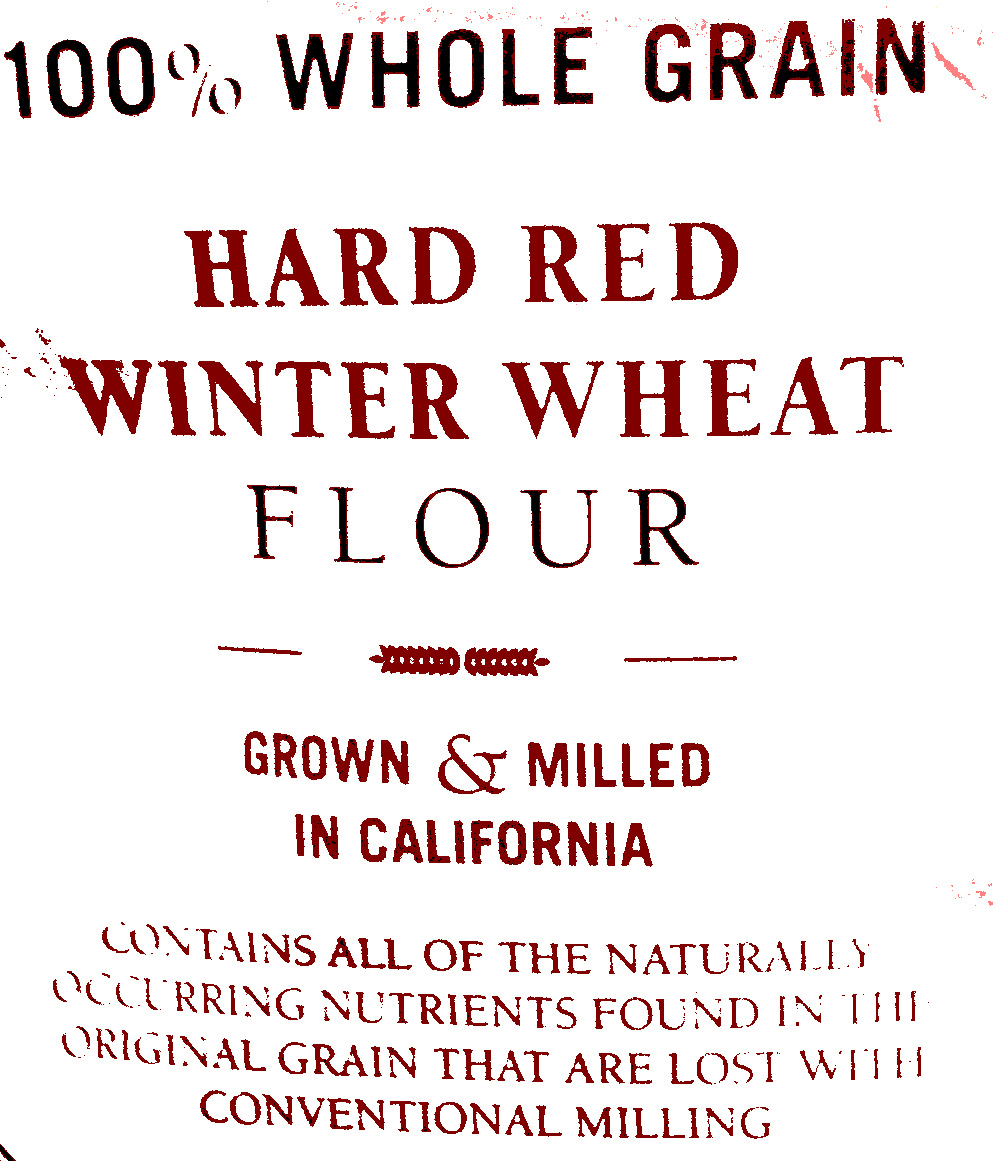 100% WHOLE GRAIN
HARD RED
WINTER WHEAT
FLOUR
GROWN & MILLED
IN CALIFORNIA
CONTAINS ALL OF THE NATURALLY
OCCURRING NUTRIENTS FOUND IN THE
ORIGINAL GRAIN THAT ARE LOST WITH
CONVENTIONAL MILLING